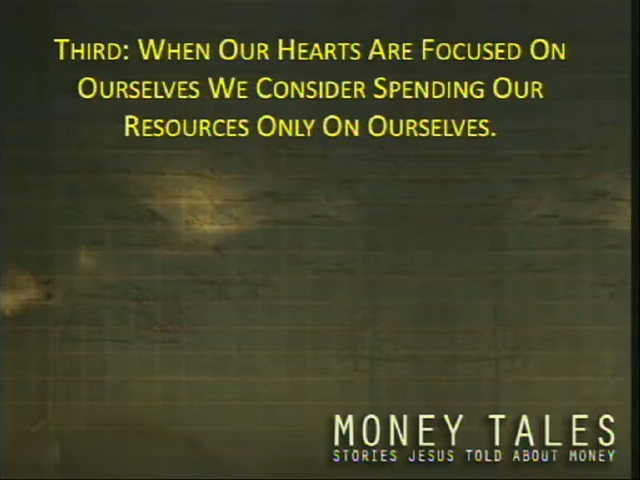 Third: When Our Hearts Are Focused On
Ourselves We Consider Spending Our
Resources Only On Ourselves.
MONEY TALES
STORIES JESUS TOLD ABOUT MONEY